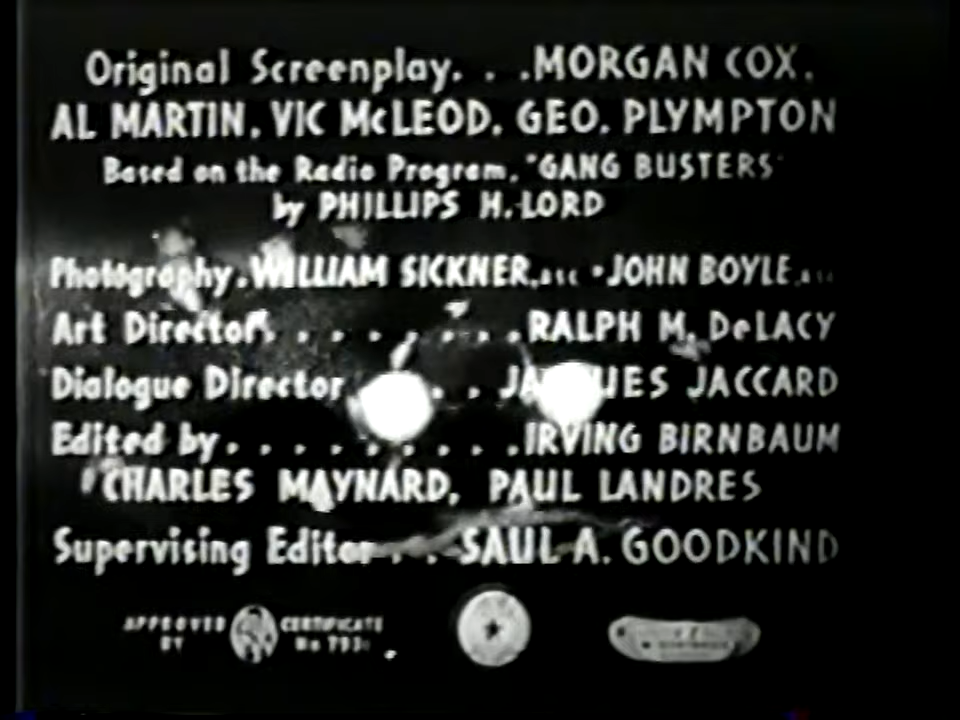 Original Screenplay. . .MORGAN COX,
AL MARTIN, VIC McLEOD, GEO. PLYMPTON
Based on the Radio Program, "GANG BUSTERS"
by PHILLIPS H. LORD
Photography. WILLIAM SICKNER, • JOHN BOYLE,
Art Director. . . . . . . . .RALPH M. DeLACY
Dialogue Director . . . JACQUES JACCARD
Edited by. . . . . . . . . .IRVING BIRNBAUM
CHARLES MAYNARD, PAUL LANDRES
Supervising Editor . . SAUL A. GOODKIND
APPROVED CERTIFICATE
BY No